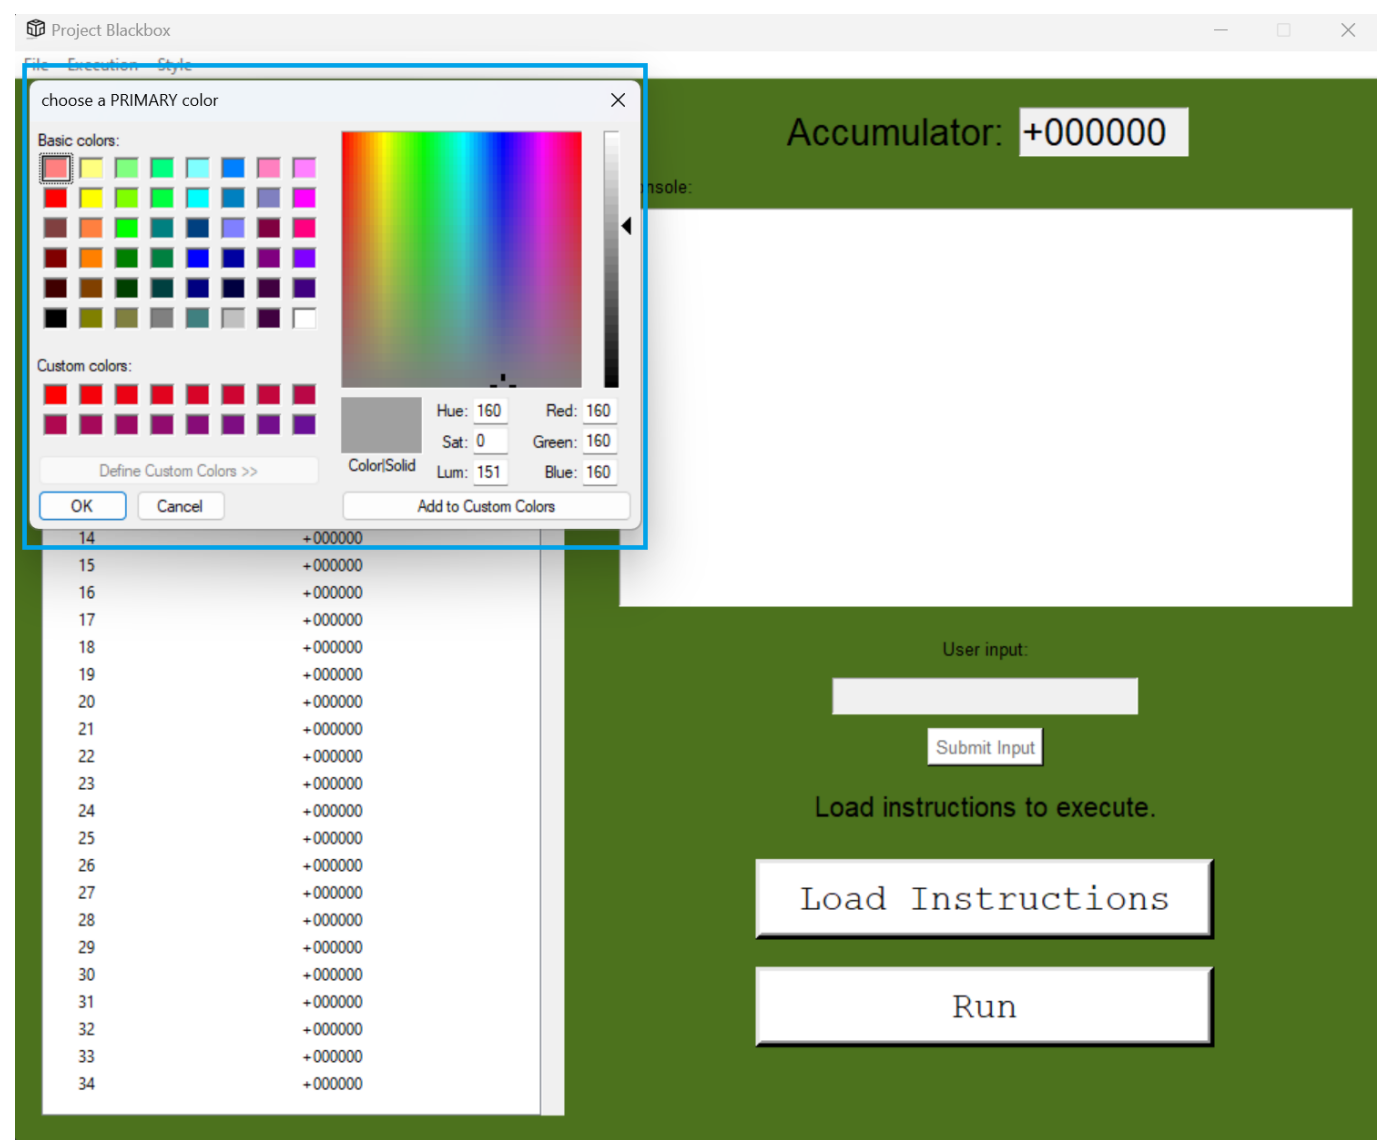 Project Blackbox
File Execution Style
choose a PRIMARY color
Basic colors:
Custom colors:
Define Custom Colors >>
OK Cancel
Hue: 160 Red: 160
Sat: 0 Green: 160
Color|Solid Lum: 151 Blue: 160
Add to Custom Colors
14 +000000
15 +000000
16 +000000
17 +000000
18 +000000
19 +000000
20 +000000
21 +000000
22 +000000
23 +000000
24 +000000
25 +000000
26 +000000
27 +000000
28 +000000
29 +000000
30 +000000
31 +000000
32 +000000
33 +000000
34 +000000
Accumulator: +000000
nsole:
User input:
Submit Input
Load instructions to execute.
Load Instructions
Run